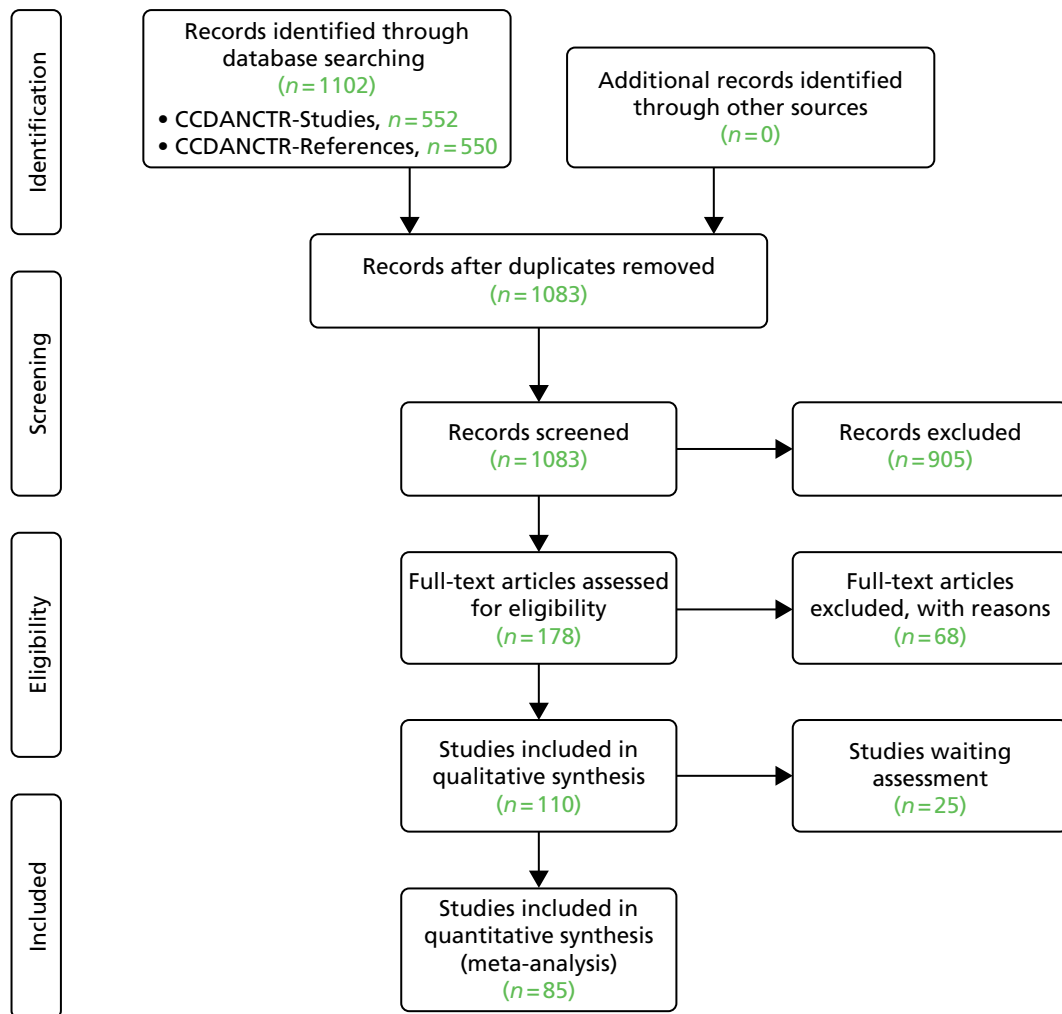 Identification
Records identified through
database searching
(n=1102)
• CCDANCTR-Studies, n=552
• CCDANCTR-References, n=550
Additional records identified
through other sources
(n=0)
Records after duplicates removed
(n=1083)
Screening
Records screened
(n=1083)
Records excluded
(n=905)
Eligibility
Full-text articles assessed
for eligibility
(n=178)
Full-text articles
excluded, with reasons
(n=68)
Studies included in
qualitative synthesis
(n=110)
Studies waiting
assessment
(n=25)
Included
Studies included in
quantitative synthesis
(meta-analysis)
(n=85)